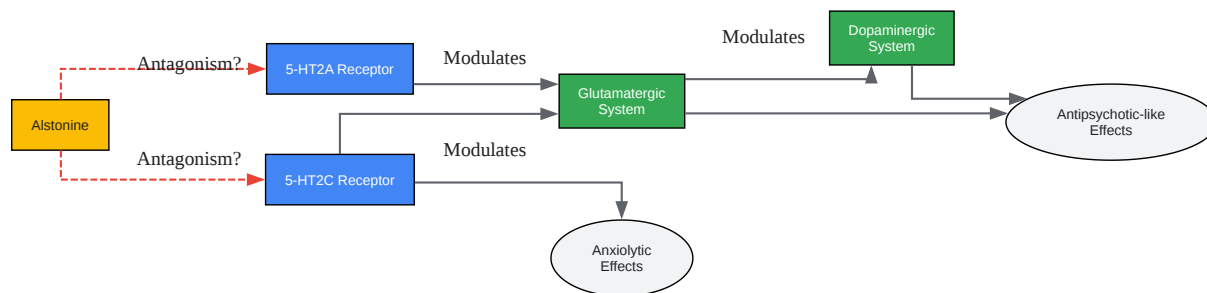 Modulates
Dopaminergic
System
Antagonism?
5-HT2A Receptor
Modulates
Alstonine
Glutamatergic
System
Antipsychotic-like
Effects
Antagonism?
5-HT2C Receptor
Modulates
Anxiolytic
Effects